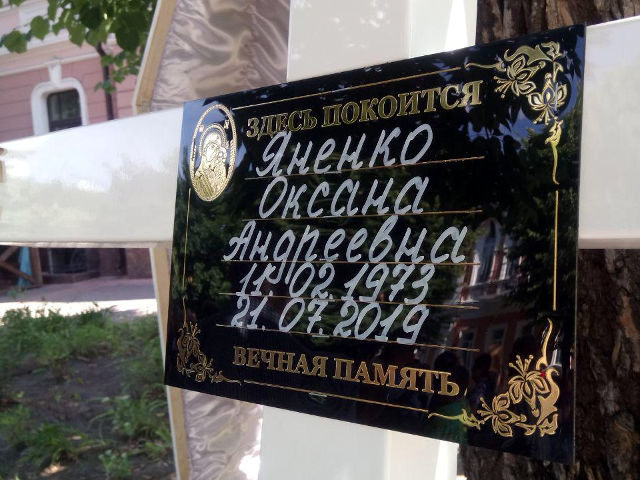 ЗДЕСЬ ПОКОИТСЯ
Яненко
Оксана
Андреевна
11. 02. 1973
21. 07. 2019
ВЕЧНАЯ ПАМЯТЬ